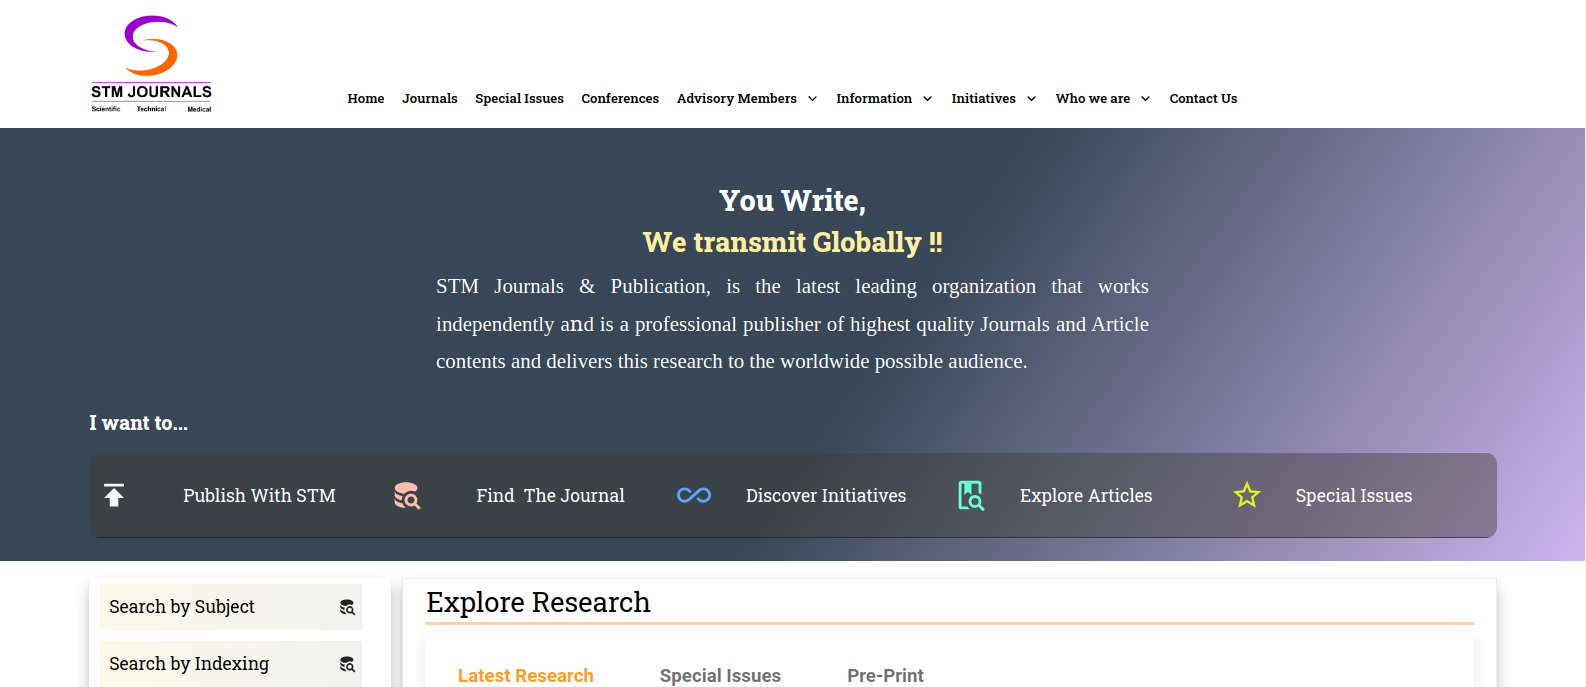 STM JOURNALS
Scientific Technical Medical
Home Journals Special Issues Conferences Advisory Members Information Initiatives Who we are Contact Us
You Write,
We transmit Globally !!
STM Journals & Publication, is the latest leading organization that works
independently and is a professional publisher of highest quality Journals and Article
contents and delivers this research to the worldwide possible audience.
I want to...
Publish With STM Find The Journal Discover Initiatives Explore Articles Special Issues
Search by Subject
Search by Indexing
Explore Research
Latest Research Special Issues Pre-Print